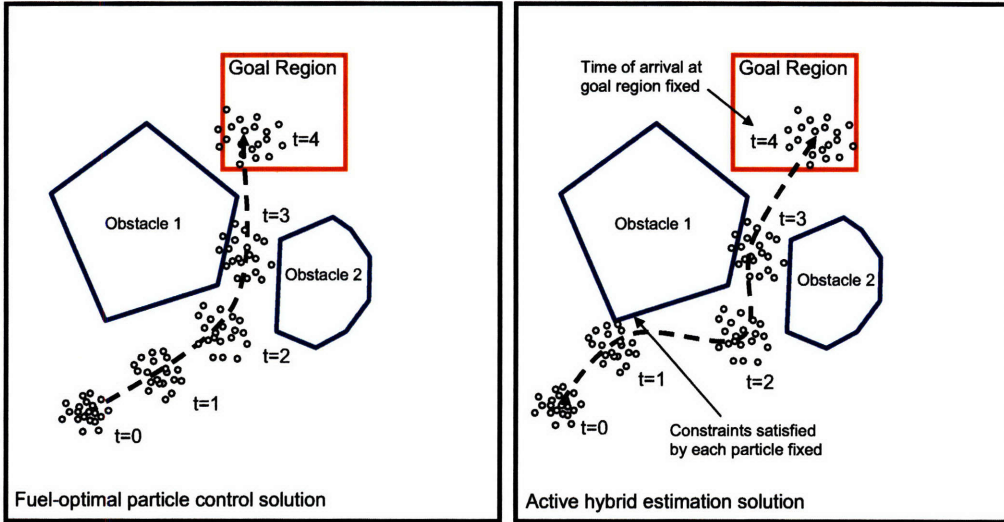 Goal Region
t=4
Obstacle 1
t=3
Obstacle 2
t=2
t=1
t=0
Fuel-optimal particle control solution
Time of arrival at
goal region fixed
Goal Region
t=4
Obstacle 1
t=3
Obstacle 2
t=1
t=2
t=0
Constraints satisfied
by each particle fixed
Active hybrid estimation solution